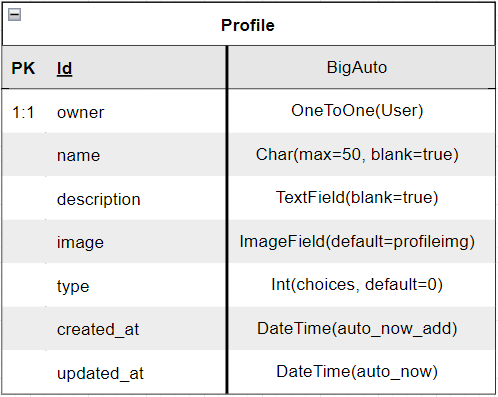 Profile
PK Id BigAuto
1:1 owner OneToOne(User)
name Char(max=50, blank=true)
description TextField(blank=true)
image ImageField(default=profileimg)
type Int(choices, default=0)
created_at DateTime(auto_now_add)
updated_at DateTime(auto_now)